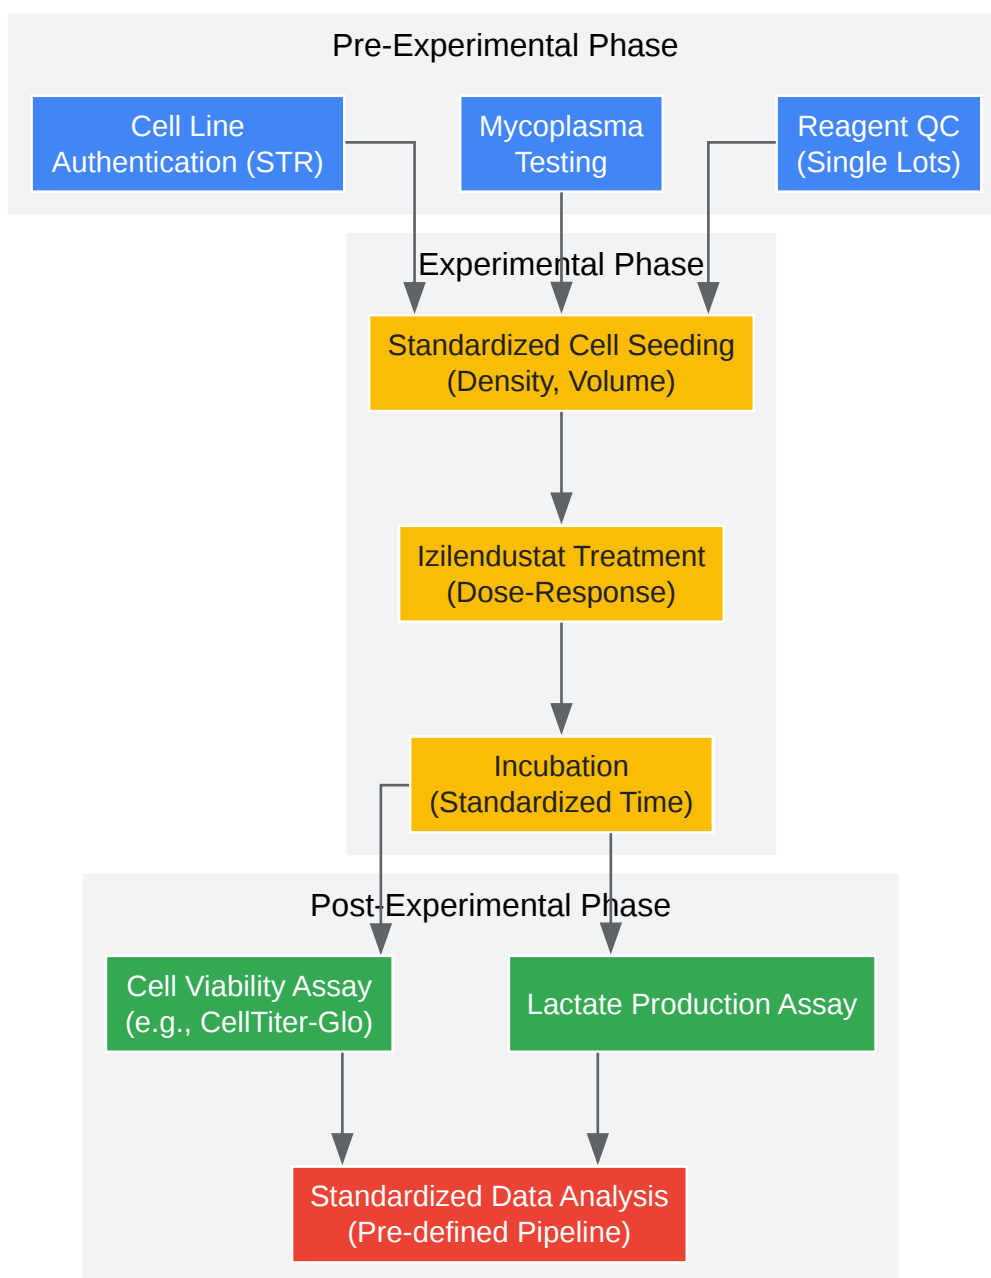 Pre-Experimental Phase
Cell Line
Authentication (STR)
Mycoplasma
Testing
Reagent QC
(Single Lots)
Experimental Phase
Standardized Cell Seeding
(Density, Volume)
Izilendustat Treatment
(Dose-Response)
Incubation
(Standardized Time)
Post-Experimental Phase
Cell Viability Assay
(e.g., CellTiter-Glo)
Lactate Production Assay
Standardized Data Analysis
(Pre-defined Pipeline)